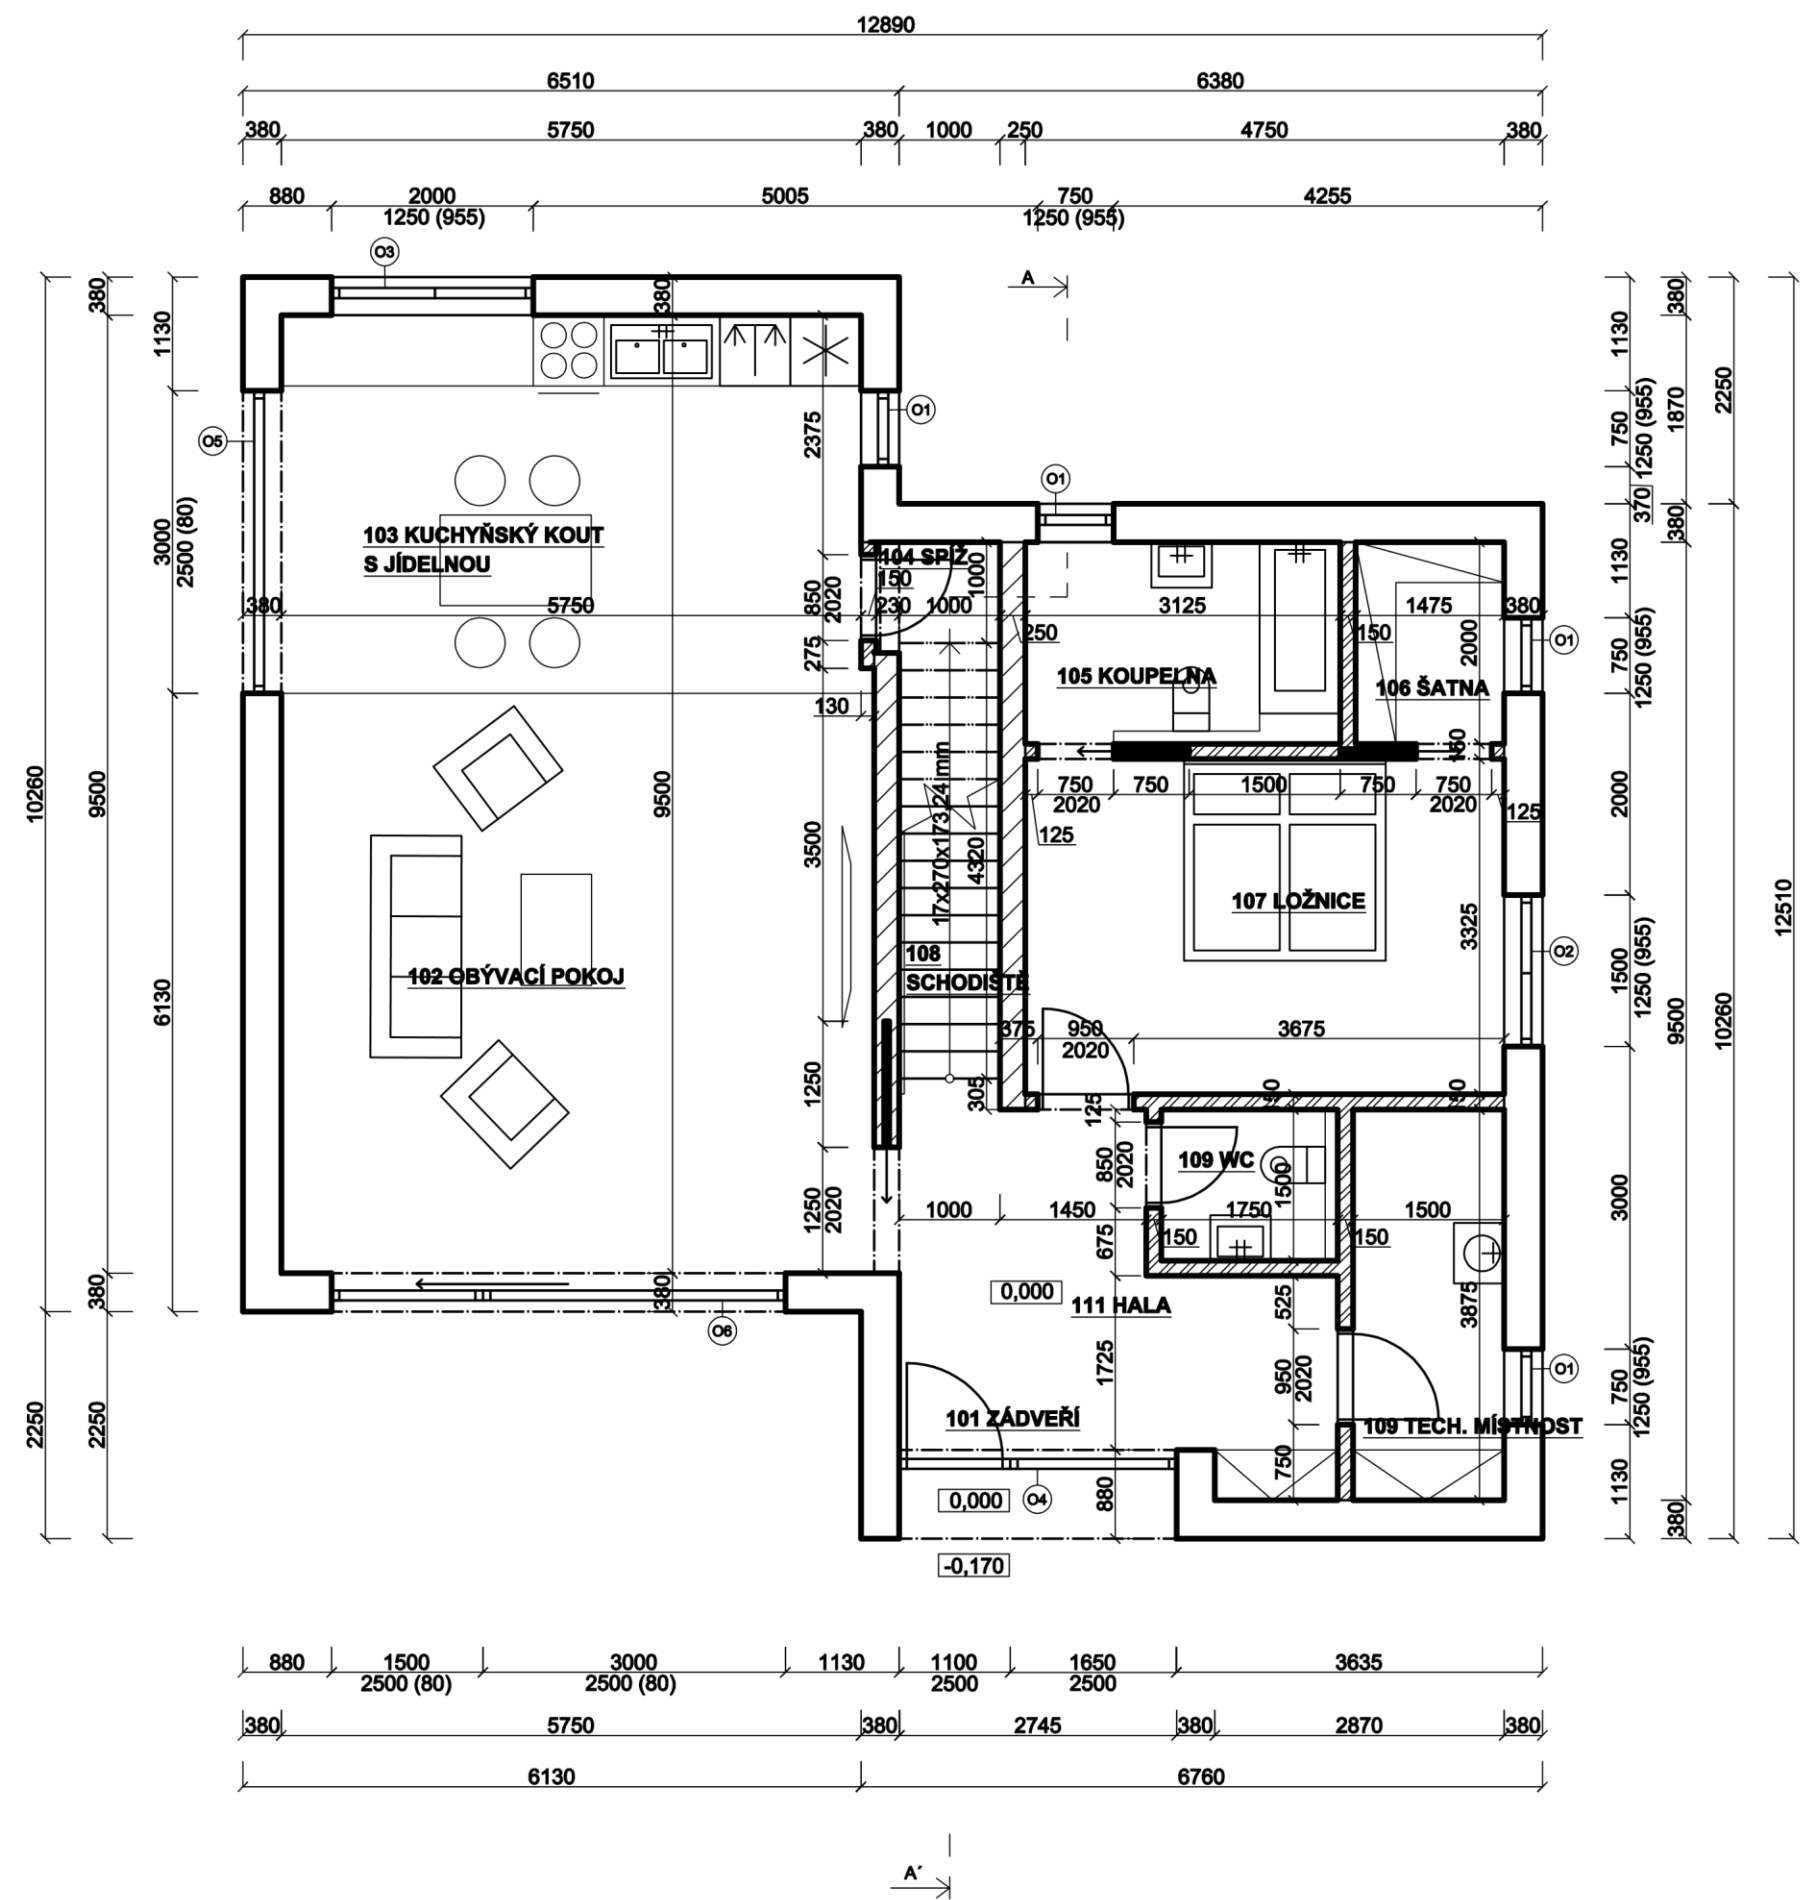 12890
6510 6380
380 5750 380 1000 250 4750 380
880 2000 5005 750 4255
1250 (955) 1250 (955)
O3
A
380
1130
380
1130
380
2250
1870
750
1250 (955)
O1
O5
2375
O1
370
380
3000
2500 (80)
103 KUCHYŇSKÝ KOUT
S JÍDELNOU
104 SPÍŽ
150
1000
850
2020
1130
380 5750 230 1000 3125 1475 380
250 150
2000
O1
750
1250 (955)
275
105 KOUPELNA
106 ŠATNA
130
150
10260
9500
9500
17x270x173,24 mm
4320
750 750 1500 750 750
2020 2020
125
125
2000
3500
107 LOŽNICE
3325
12510
108
SCHODIŠTĚ
102 OBÝVACÍ POKOJ
6130
O2
1500
1250 (955)
9500
10260
375 950 3675
2020
1250
305
125
850
2020
109 WC
1500
3000
1250
2020
1000 1450 1750 1500
150 150
675
380
380
0,000
111 HALA
525
3875
O6
1725
950
2020
O1
750
1250 (955)
2250
2250
101 ZÁDVEŘÍ
109 TECH. MÍSTNOST
750
880
1130
0,000
O4
380
-0,170
880 1500 3000 1130 1100 1650 3635
2500 (80) 2500 (80) 2500 2500
380 5750 380 2745 380 2870 380
6130 6760
A´